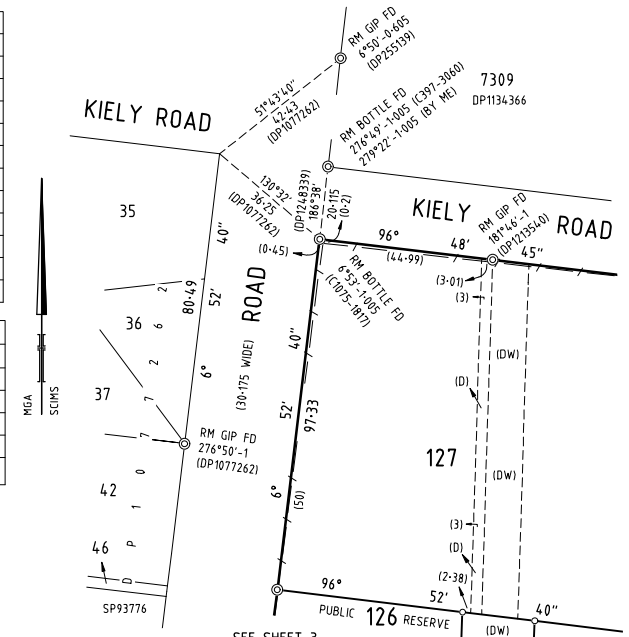 RM GIP FD
6°50'-0·605
(DP255139)
7309
DP1134366
51°43'40"
42·43
(DP1077262)
KIELY ROAD
RM BOTTLE FD
276°49'-1·005 (C397-3060)
279°22'-1·005 (BY ME)
130°32'
36·25
(DP1077262)
(DP1248339)
186°38'
20·115
(0·2)
KIELY ROAD
RM GIP FD
181°46'-1
(DP1213540)
35
96° 48' 45"
(44·99)
(0·45)
(3·01)
(3)
RM BOTTLE FD
6°53'-1·005
(C1075-1817)
6° 52' 40"
80·49
ROAD
(30·175 WIDE)
36
37
42
46
DP1077262
MGA
SCIMS
6° 52' 40"
97·33
(50)
(DW)
(D)
RM GIP FD
276°50'-1
(DP1077262)
127
(DW)
(3)
(D)
(2·38)
96° 52' 40"
SP93776
PUBLIC 126 RESERVE
(DW)
SEE SHEET 3